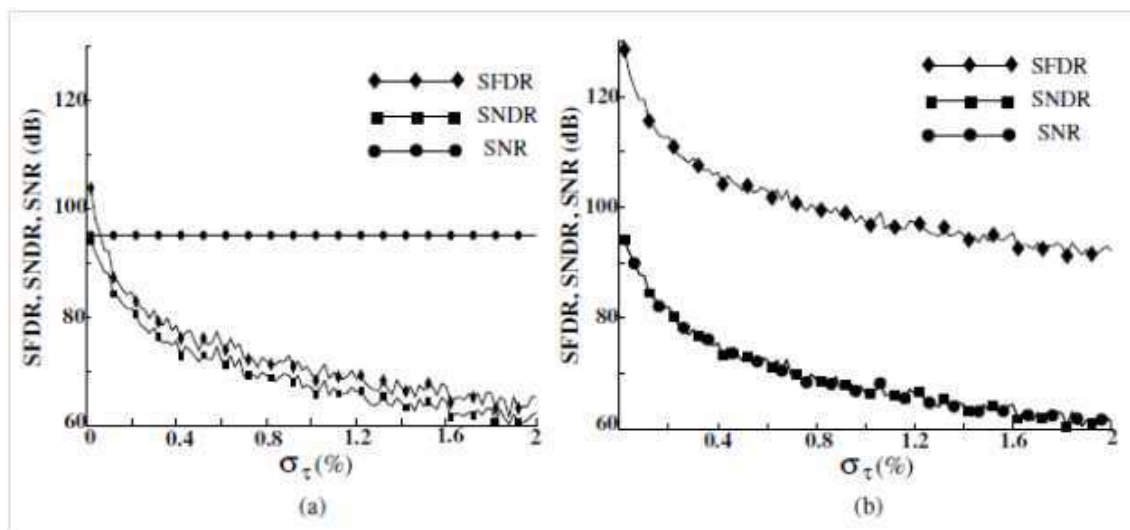 SFDR, SNDR, SNR (dB)
120
100
80
60
SFDR
SNDR
SNR
0
0.4
0.8
1.2
1.6
2
στ(%)
(a)
SFDR, SNDR, SNR (dB)
120
100
80
60
SFDR
SNDR
SNR
0.4
0.8
1.2
1.6
2
στ(%)
(b)